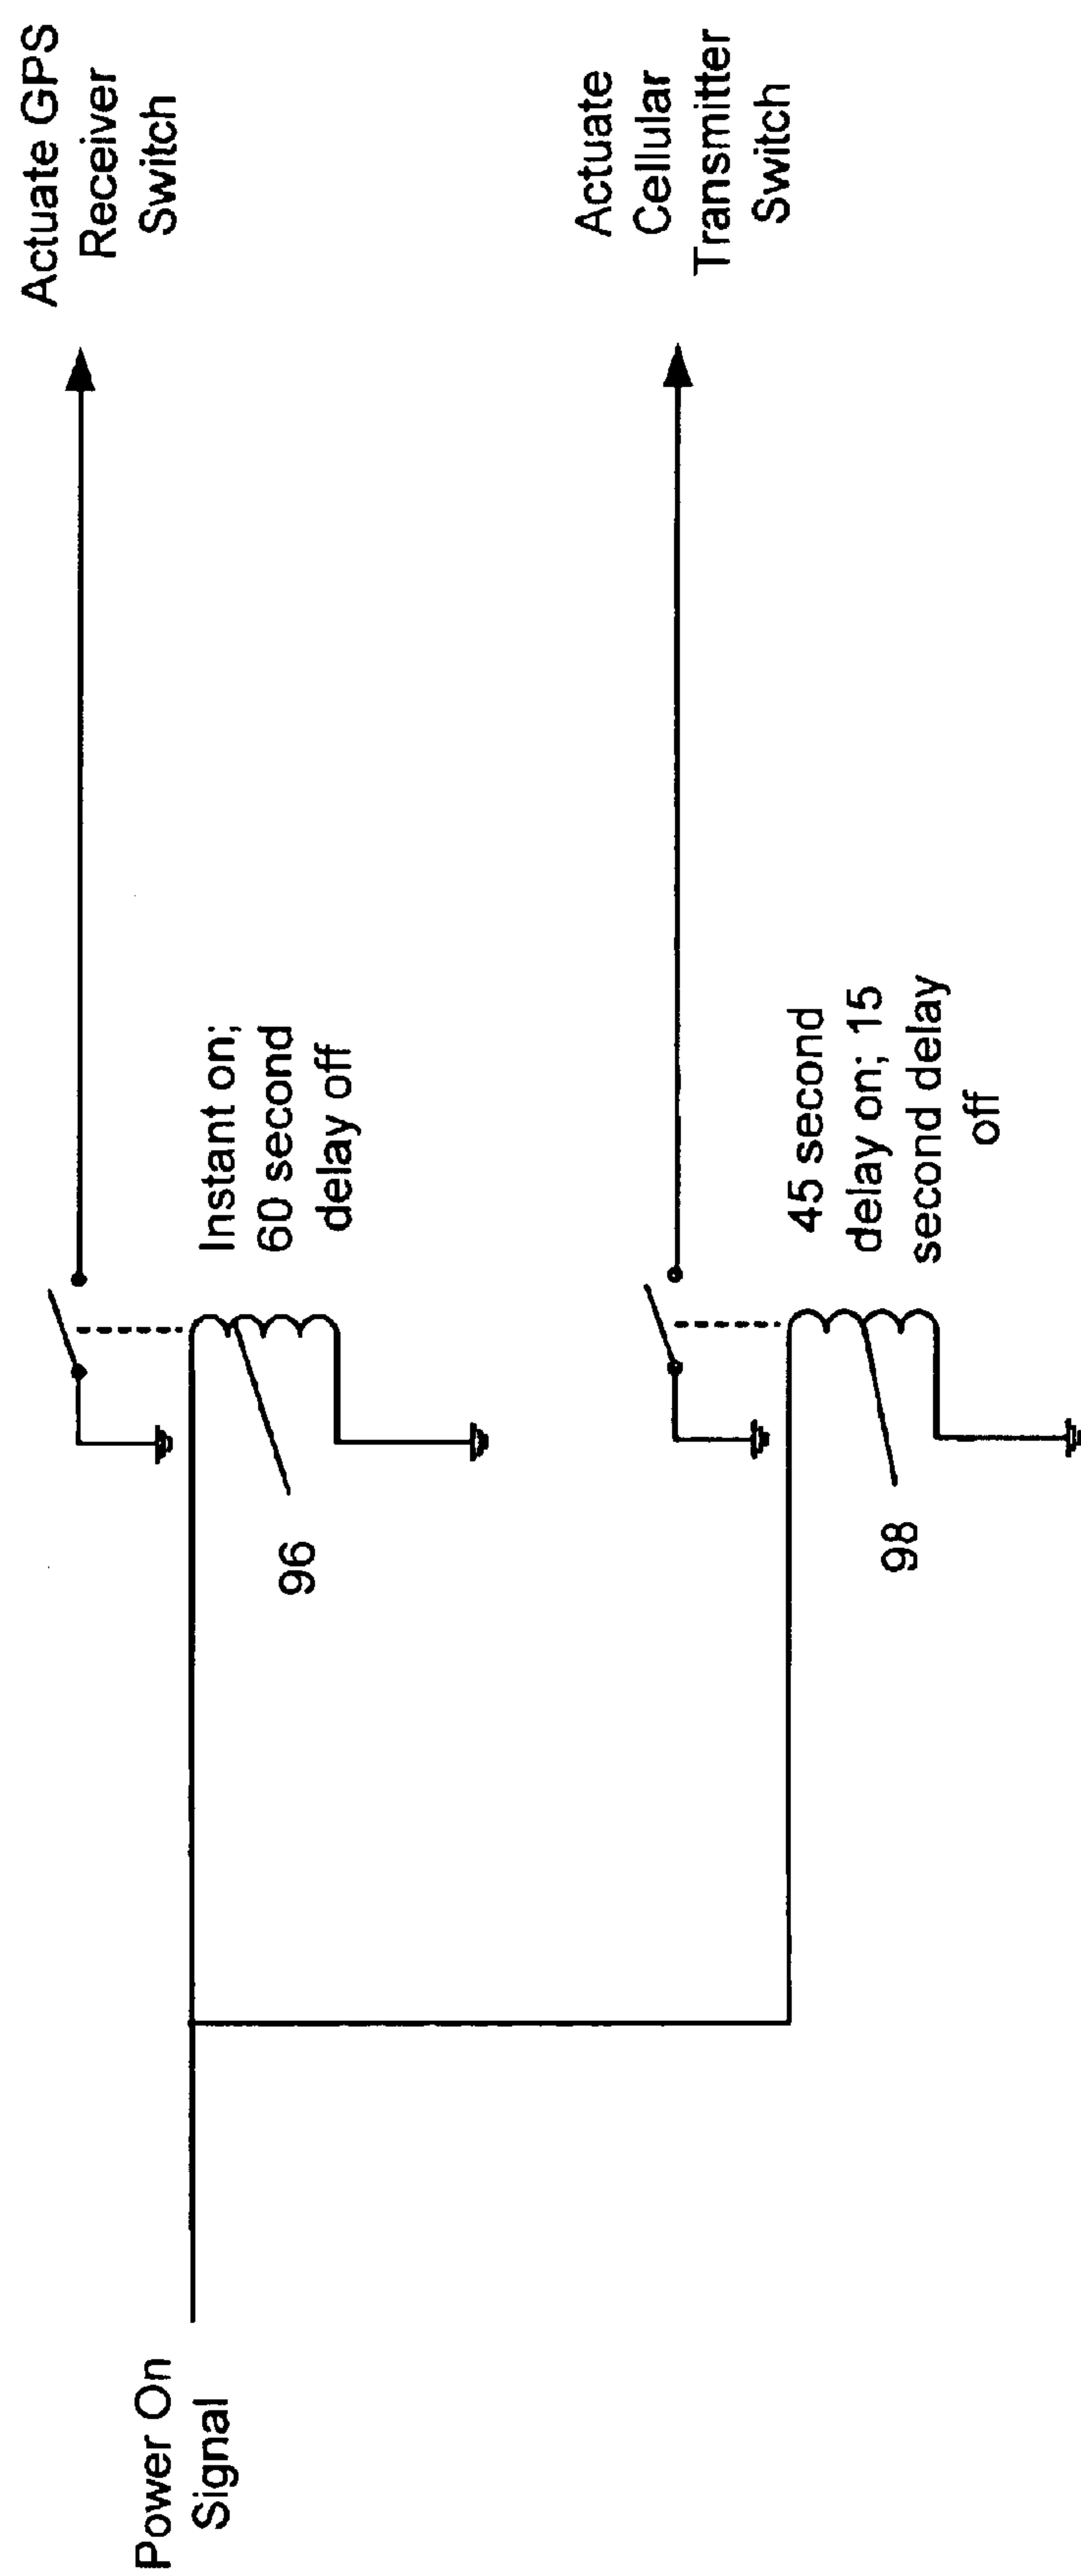 Power On
Signal
96
Instant on;
60 second
delay off
Actuate GPS
Receiver
Switch
98
45 second
delay on; 15
second delay
off
Actuate
Cellular
Transmitter
Switch